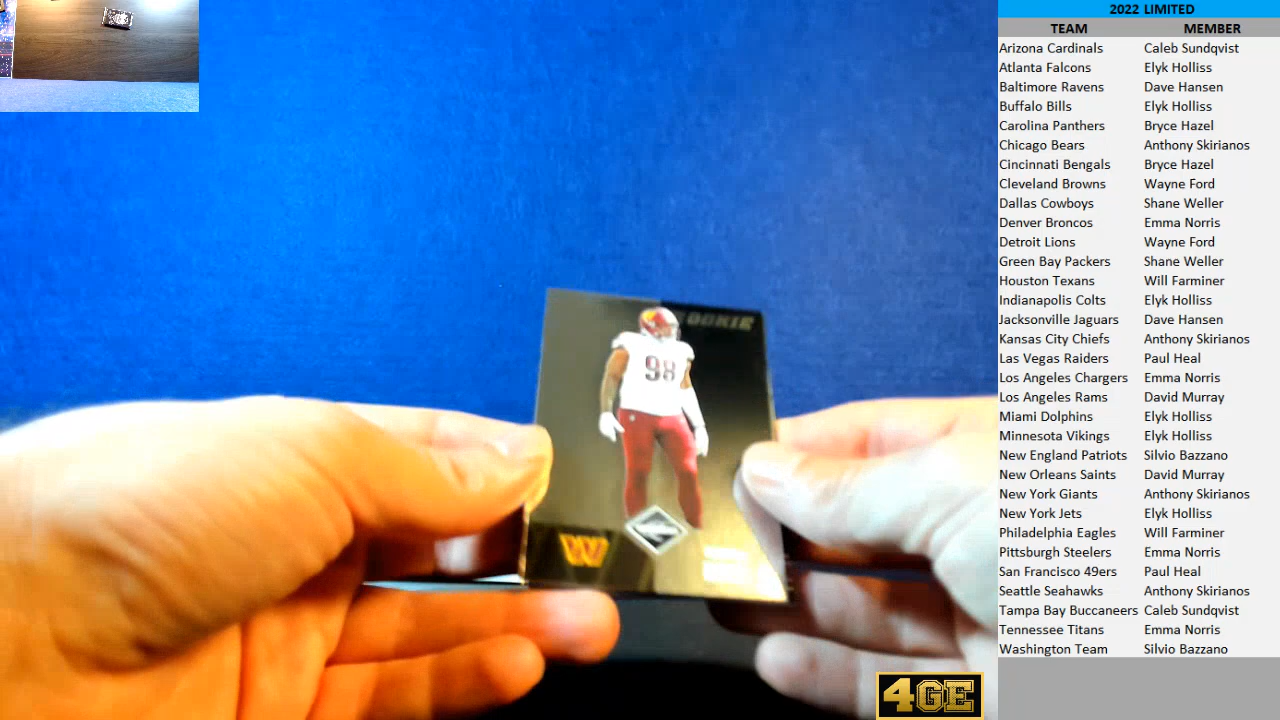 2022 LIMITED
TEAM MEMBER
Arizona Cardinals Caleb Sundqvist
Atlanta Falcons Elyk Holliss
Baltimore Ravens Dave Hansen
Buffalo Bills Elyk Holliss
Carolina Panthers Bryce Hazel
Chicago Bears Anthony Skirianos
Cincinnati Bengals Bryce Hazel
Cleveland Browns Wayne Ford
Dallas Cowboys Shane Weller
Denver Broncos Emma Norris
Detroit Lions Wayne Ford
Green Bay Packers Shane Weller
Houston Texans Will Farminer
Indianapolis Colts Elyk Holliss
Jacksonville Jaguars Dave Hansen
Kansas City Chiefs Anthony Skirianos
Las Vegas Raiders Paul Heal
Los Angeles Chargers Emma Norris
Los Angeles Rams David Murray
Miami Dolphins Elyk Holliss
Minnesota Vikings Elyk Holliss
New England Patriots Silvio Bazzano
New Orleans Saints David Murray
New York Giants Anthony Skirianos
New York Jets Elyk Holliss
Philadelphia Eagles Will Farminer
Pittsburgh Steelers Emma Norris
San Francisco 49ers Paul Heal
Seattle Seahawks Anthony Skirianos
Tampa Bay Buccaneers Caleb Sundqvist
Tennessee Titans Emma Norris
Washington Team Silvio Bazzano
ROOKIE
98
W
4GE